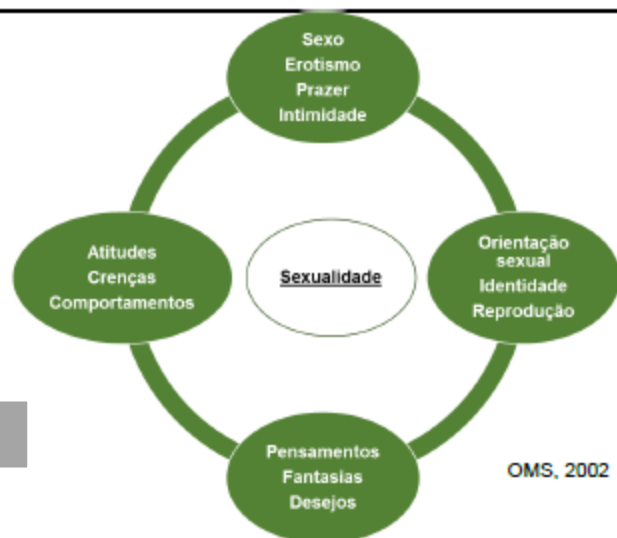 Sexo
Erotismo
Prazer
Intimidade
Atitudes
Crenças
Comportamentos
Sexualidade
Orientação
sexual
Identidade
Reprodução
Pensamentos
Fantasias
Desejos
OMS, 2002